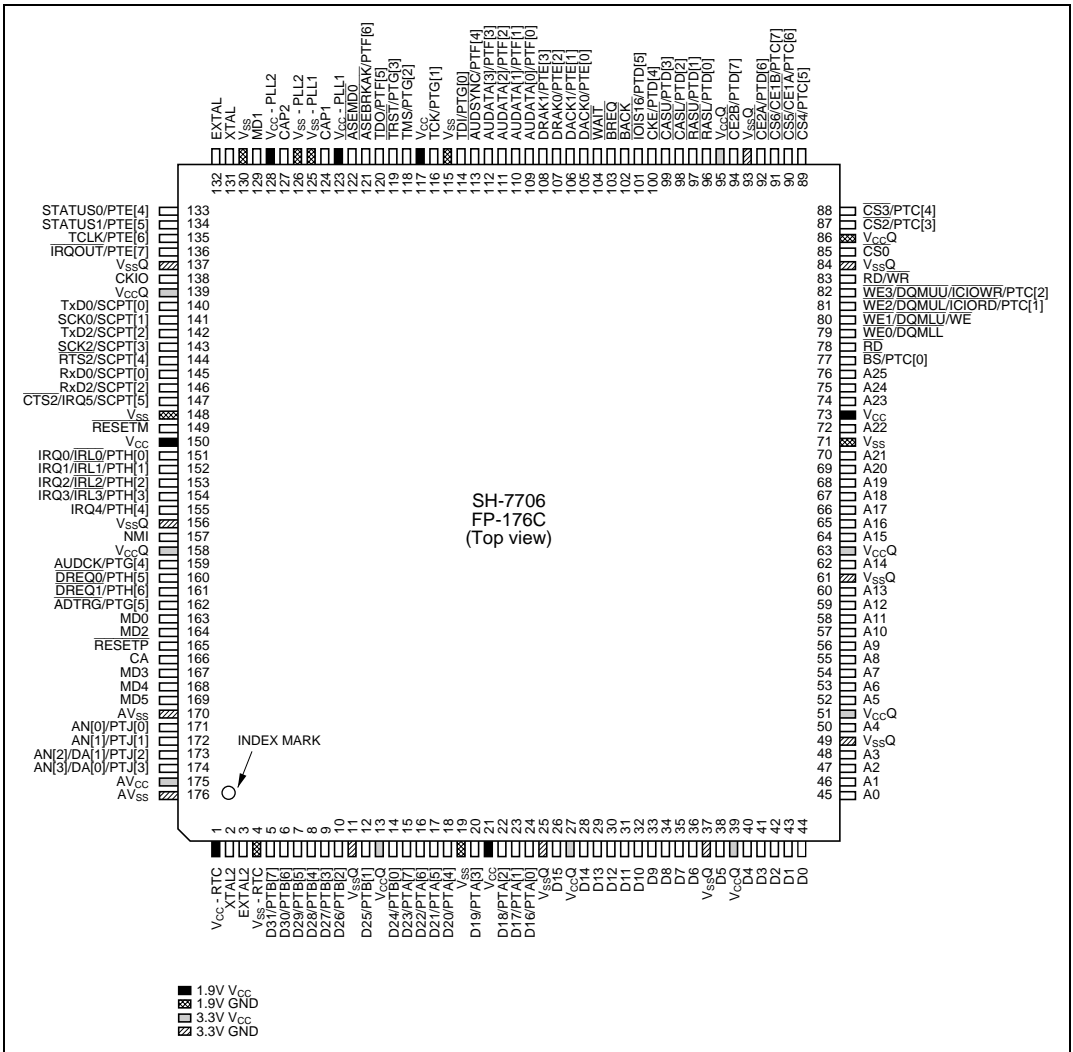 EXTAL
XTAL
VSS
MD1
VCC - PLL2
CAP2
VSS - PLL2
VSS - PLL1
CAP1
VCC - PLL1
ASEMD0
ASEBRKAK/PTF[6]
TDO/PTF[5]
TRST/PTG[3]
TMS/PTG[2]
VCC
TCK/PTG[1]
VSS
TDI/PTG[0]
AUDSYNC/PTF[4]
AUDATA[3]/PTF[3]
AUDATA[2]/PTF[2]
AUDATA[1]/PTF[1]
AUDATA[0]/PTF[0]
DRAK1/PTE[3]
DRAK0/PTE[2]
DACK1/PTE[1]
DACK0/PTE[0]
WAIT
BREQ
BACK
IOIS16/PTD[5]
CKE/PTD[4]
CASU/PTD[3]
CASL/PTD[2]
RASU/PTD[1]
RASL/PTD[0]
VCCQ
CE2B/PTD[7]
VSSQ
CE2A/PTD[6]
CS6/CE1B/PTC[7]
CS5/CE1A/PTC[6]
CS4/PTC[5]
132
131
130
129
128
127
126
125
124
123
122
121
120
119
118
117
116
115
114
113
112
111
110
109
108
107
106
105
104
103
102
101
100
99
98
97
96
95
94
93
92
91
90
89
STATUS0/PTE[4] 133
STATUS1/PTE[5] 134
TCLK/PTE[6] 135
IRQOUT/PTE[7] 136
VSSQ 137
CKIO 138
VCCQ 139
TxD0/SCPT[0] 140
SCK0/SCPT[1] 141
TxD2/SCPT[2] 142
SCK2/SCPT[3] 143
RTS2/SCPT[4] 144
RxD0/SCPT[0] 145
RxD2/SCPT[2] 146
CTS2/IRQ5/SCPT[5] 147
VSS 148
RESETM 149
VCC 150
IRQ0/IRL0/PTH[0] 151
IRQ1/IRL1/PTH[1] 152
IRQ2/IRL2/PTH[2] 153
IRQ3/IRL3/PTH[3] 154
IRQ4/PTH[4] 155
VSSQ 156
NMI 157
VCCQ 158
AUDCK/PTG[4] 159
DREQ0/PTH[5] 160
DREQ1/PTH[6] 161
ADTRG/PTG[5] 162
MD0 163
MD2 164
RESETP 165
CA 166
MD3 167
MD4 168
MD5 169
AVSS 170
AN[0]/PTJ[0] 171
AN[1]/PTJ[1] 172
AN[2]/DA[1]/PTJ[2] 173
AN[3]/DA[0]/PTJ[3] 174
AVCC 175
AVSS 176
SH-7706
FP-176C
(Top view)
INDEX MARK
88 CS3/PTC[4]
87 CS2/PTC[3]
86 VCCQ
85 CS0
84 VSSQ
83 RD/WR
82 WE3/DQMUU/ICIOWR/PTC[2]
81 WE2/DQMUL/ICIORD/PTC[1]
80 WE1/DQMLU/WE
79 WE0/DQMLL
78 RD
77 BS/PTC[0]
76 A25
75 A24
74 A23
73 VCC
72 A22
71 VSS
70 A21
69 A20
68 A19
67 A18
66 A17
65 A16
64 A15
63 VCCQ
62 A14
61 VSSQ
60 A13
59 A12
58 A11
57 A10
56 A9
55 A8
54 A7
53 A6
52 A5
51 VCCQ
50 A4
49 VSSQ
48 A3
47 A2
46 A1
45 A0
1
2
3
4
5
6
7
8
9
10
11
12
13
14
15
16
17
18
19
20
21
22
23
24
25
26
27
28
29
30
31
32
33
34
35
36
37
38
39
40
41
42
43
44
VCC - RTC
XTAL2
EXTAL2
VSS - RTC
D31/PTB[7]
D30/PTB[6]
D29/PTB[5]
D28/PTB[4]
D27/PTB[3]
D26/PTB[2]
VSSQ
D25/PTB[1]
VCCQ
D24/PTB[0]
D23/PTA[7]
D22/PTA[6]
D21/PTA[5]
D20/PTA[4]
VSS
D19/PTA[3]
VCC
D18/PTA[2]
D17/PTA[1]
D16/PTA[0]
VSSQ
D15
VCCQ
D14
D13
D12
D11
D10
D9
D8
D7
D6
VSSQ
D5
VCCQ
D4
D3
D2
D1
D0
1.9V VCC
1.9V GND
3.3V VCC
3.3V GND